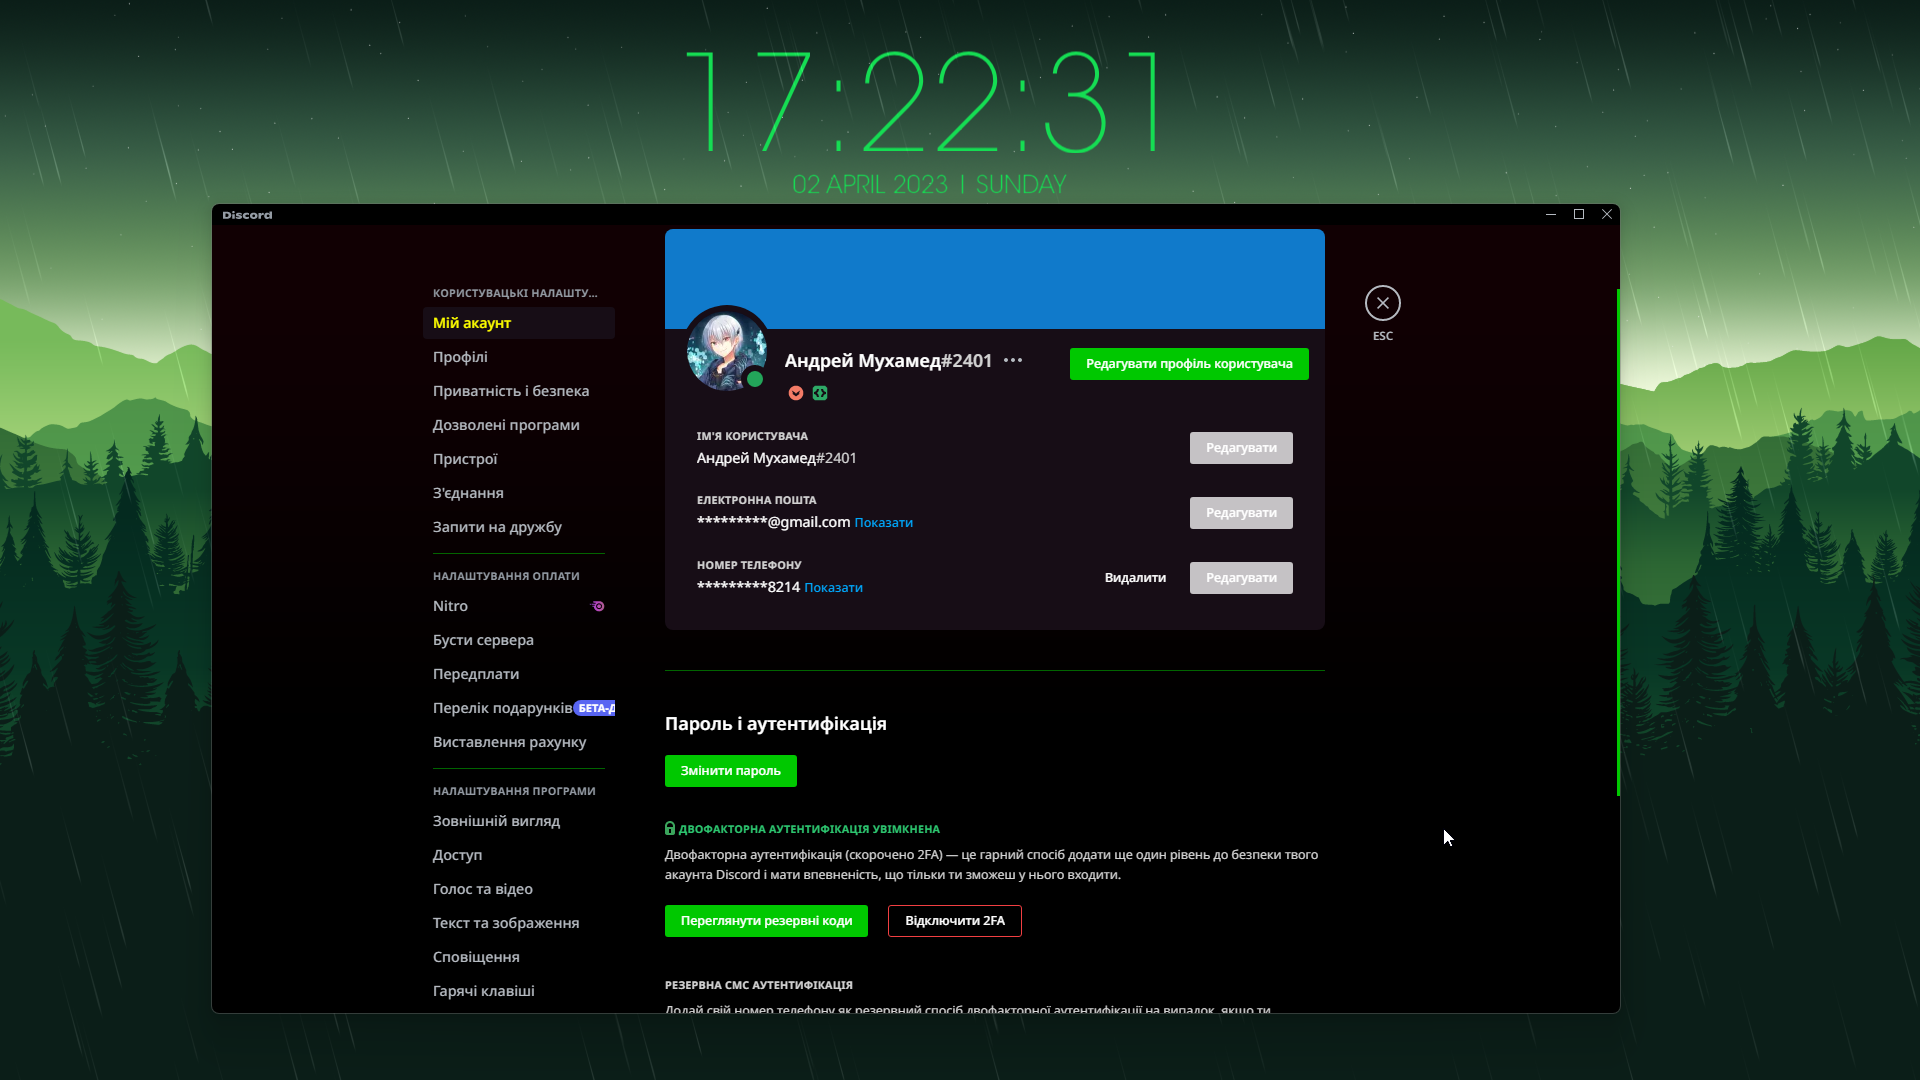 17:22:31
02 APRIL 2023 | SUNDAY
Discord
КОРИСТУВАЦЬКІ НАЛАШТУ...
Мій акаунт
Профілі
Приватність і безпека
Дозволені програми
Пристрої
З'єднання
Запити на дружбу
НАЛАШТУВАННЯ ОПЛАТИ
Nitro
Бусти сервера
Передплати
Перелік подарунків БЕТА-Д
Виставлення рахунку
НАЛАШТУВАННЯ ПРОГРАМИ
Зовнішній вигляд
Доступ
Голос та відео
Текст та зображення
Сповіщення
Гарячі клавіші
Андрей Мухамед#2401
Редагувати профіль користувача
ІМ'Я КОРИСТУВАЧА
Андрей Мухамед#2401
Редагувати
ЕЛЕКТРОННА ПОШТА
*********@gmail.com Показати
Редагувати
НОМЕР ТЕЛЕФОНУ
*********8214 Показати
Видалити
Редагувати
Пароль і аутентифікація
Змінити пароль
ДВОФАКТОРНА АУТЕНТИФІКАЦІЯ УВІМКНЕНА
Двофакторна аутентифікація (скорочено 2FA) — це гарний спосіб додати ще один рівень до безпеки твого
акаунта Discord і мати впевненість, що тільки ти зможеш у нього входити.
Переглянути резервні коди
Відключити 2FA
РЕЗЕРВНА СМС АУТЕНТИФІКАЦІЯ
Додай свій номер телефону як резервний спосіб двофакторної аутентифікації на випадок, якщо ти
ESC